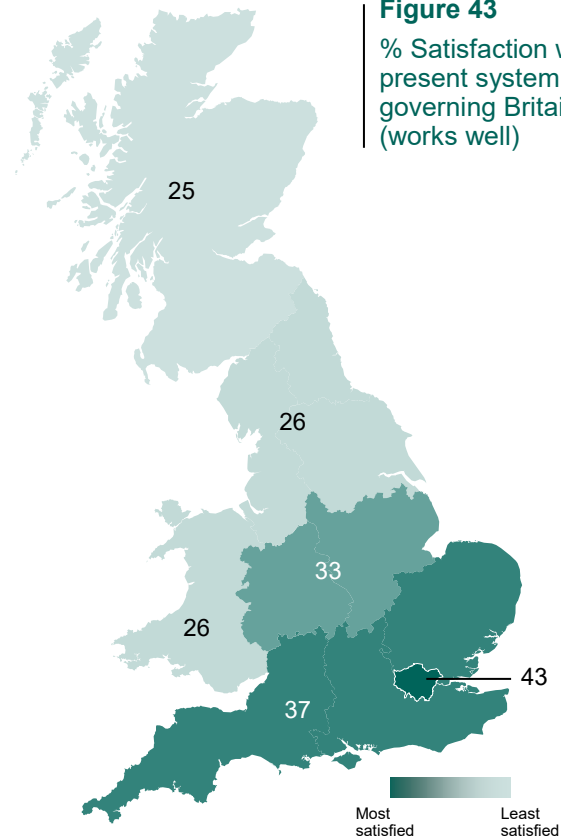 Figure 43
% Satisfaction
present system
governing
(works well)
25
26
33
26
43
37
Most
satisfied
Least
satisfied